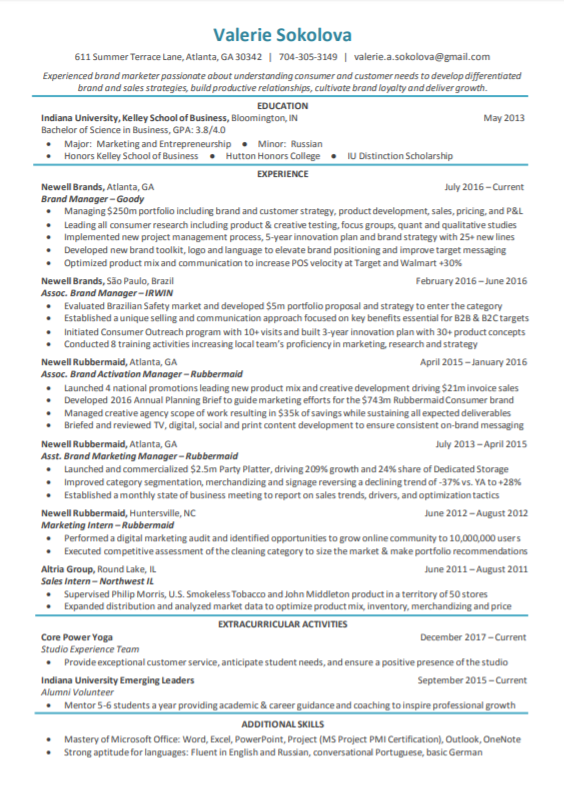 Valerie Sokolova
611 Summer Terrace Lane, Atlanta, GA 30342 | 704-305-3149 | valerie.a.sokolova@gmail.com
Experienced brand marketer passionate about understanding consumer and customer needs to develop differentiated
brand and sales strategies, build productive relationships, cultivate brand loyalty and deliver growth.
EDUCATION
Indiana University, Kelley School of Business, Bloomington, IN May 2013
Bachelor of Science in Business, GPA: 3.8/4.0
• Major: Marketing and Entrepreneurship • Minor: Russian
• Honors Kelley School of Business • Hutton Honors College • IU Distinction Scholarship
EXPERIENCE
Newell Brands, Atlanta, GA July 2016 – Current
Brand Manager – Goody
• Managing $250m portfolio including brand and customer strategy, product development, sales, pricing, and P&L
• Leading all consumer research including product & creative testing, focus groups, quant and qualitative studies
• Implemented new project management process, 5-year innovation plan and brand strategy with 25+ new lines
• Developed new brand toolkit, logo and language to elevate brand positioning and improve target messaging
• Optimized product mix and communication to increase POS velocity at Target and Walmart +30%
Newell Brands, São Paulo, Brazil February 2016 – June 2016
Assoc. Brand Manager – IRWIN
• Evaluated Brazilian Safety market and developed $5m portfolio proposal and strategy to enter the category
• Established a unique selling and communication approach focused on key benefits essential for B2B & B2C targets
• Initiated Consumer Outreach program with 10+ visits and built 3-year innovation plan with 30+ product concepts
• Conducted 8 training activities increasing local team's proficiency in marketing, research and strategy
Newell Rubbermaid, Atlanta, GA April 2015 – January 2016
Assoc. Brand Activation Manager – Rubbermaid
• Launched 4 national promotions leading new product mix and creative development driving $21m invoice sales
• Developed 2016 Annual Planning Brief to guide marketing efforts for the $743m Rubbermaid Consumer brand
• Managed creative agency scope of work resulting in $35k of savings while sustaining all expected deliverables
• Briefed and reviewed TV, digital, social and print content development to ensure consistent on-brand messaging
Newell Rubbermaid, Atlanta, GA July 2013 – April 2015
Asst. Brand Marketing Manager – Rubbermaid
• Launched and commercialized $2.5m Party Platter, driving 209% growth and 24% share of Dedicated Storage
• Improved category segmentation, merchandizing and signage reversing a declining trend of -37% vs. YA to +28%
• Established a monthly state of business meeting to report on sales trends, drivers, and optimization tactics
Newell Rubbermaid, Huntersville, NC June 2012 – August 2012
Marketing Intern – Rubbermaid
• Performed a digital marketing audit and identified opportunities to grow online community to 10,000,000 users
• Executed competitive assessment of the cleaning category to size the market & make portfolio recommendations
Altria Group, Round Lake, IL June 2011 – August 2011
Sales Intern – Northwest IL
• Supervised Philip Morris, U.S. Smokeless Tobacco and John Middleton product in a territory of 50 stores
• Expanded distribution and analyzed market data to optimize product mix, inventory, merchandizing and price
EXTRACURRICULAR ACTIVITIES
Core Power Yoga December 2017 – Current
Studio Experience Team
• Provide exceptional customer service, anticipate student needs, and ensure a positive presence of the studio
Indiana University Emerging Leaders September 2015 – Current
Alumni Volunteer
• Mentor 5-6 students a year providing academic & career guidance and coaching to inspire professional growth
ADDITIONAL SKILLS
• Mastery of Microsoft Office: Word, Excel, PowerPoint, Project (MS Project PMI Certification), Outlook, OneNote
• Strong aptitude for languages: Fluent in English and Russian, conversational Portuguese, basic German